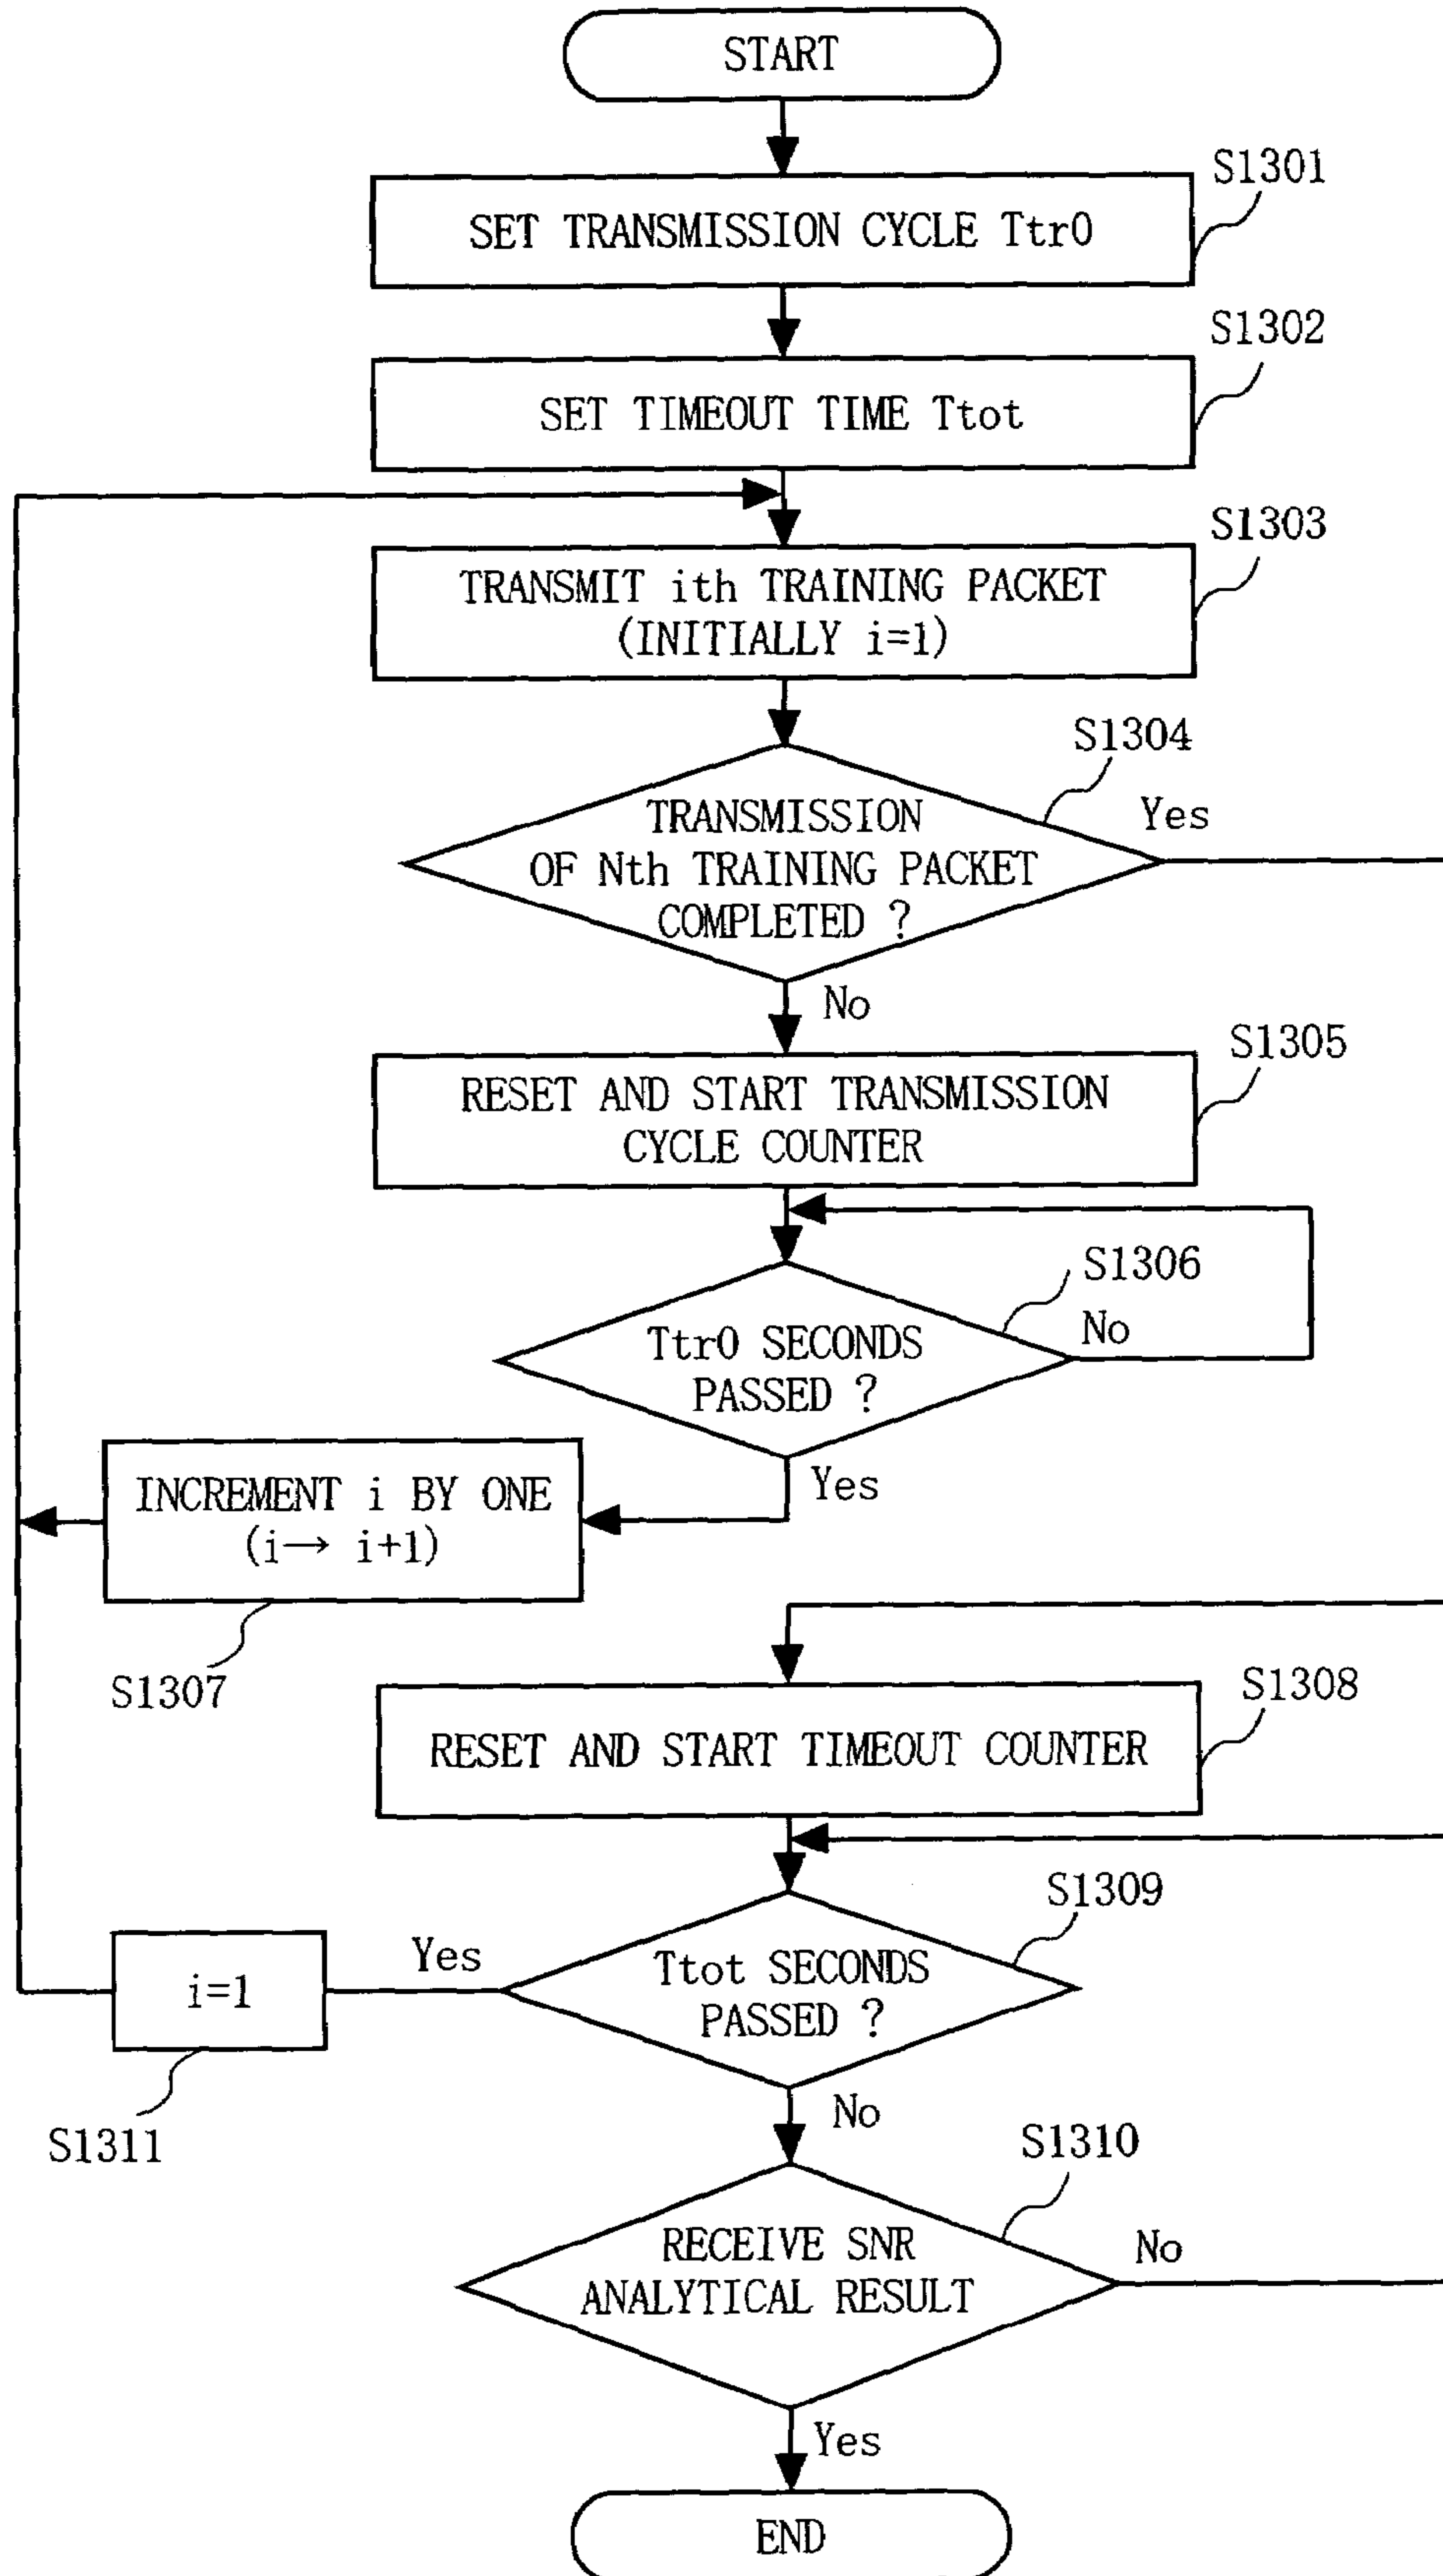 START
S1301
SET TRANSMISSION CYCLE Ttr0
S1302
SET TIMEOUT TIME Ttot
S1303
TRANSMIT ith TRAINING PACKET
(INITIALLY i=1)
S1304
TRANSMISSION
OF Nth TRAINING PACKET
COMPLETED ?
Yes
No
S1305
RESET AND START TRANSMISSION
CYCLE COUNTER
S1306
Ttr0 SECONDS
PASSED ?
No
Yes
INCREMENT i BY ONE
(i→ i+1)
S1307
S1308
RESET AND START TIMEOUT COUNTER
S1309
Ttot SECONDS
PASSED ?
Yes
i=1
S1311
No
S1310
RECEIVE SNR
ANALYTICAL RESULT
No
Yes
END